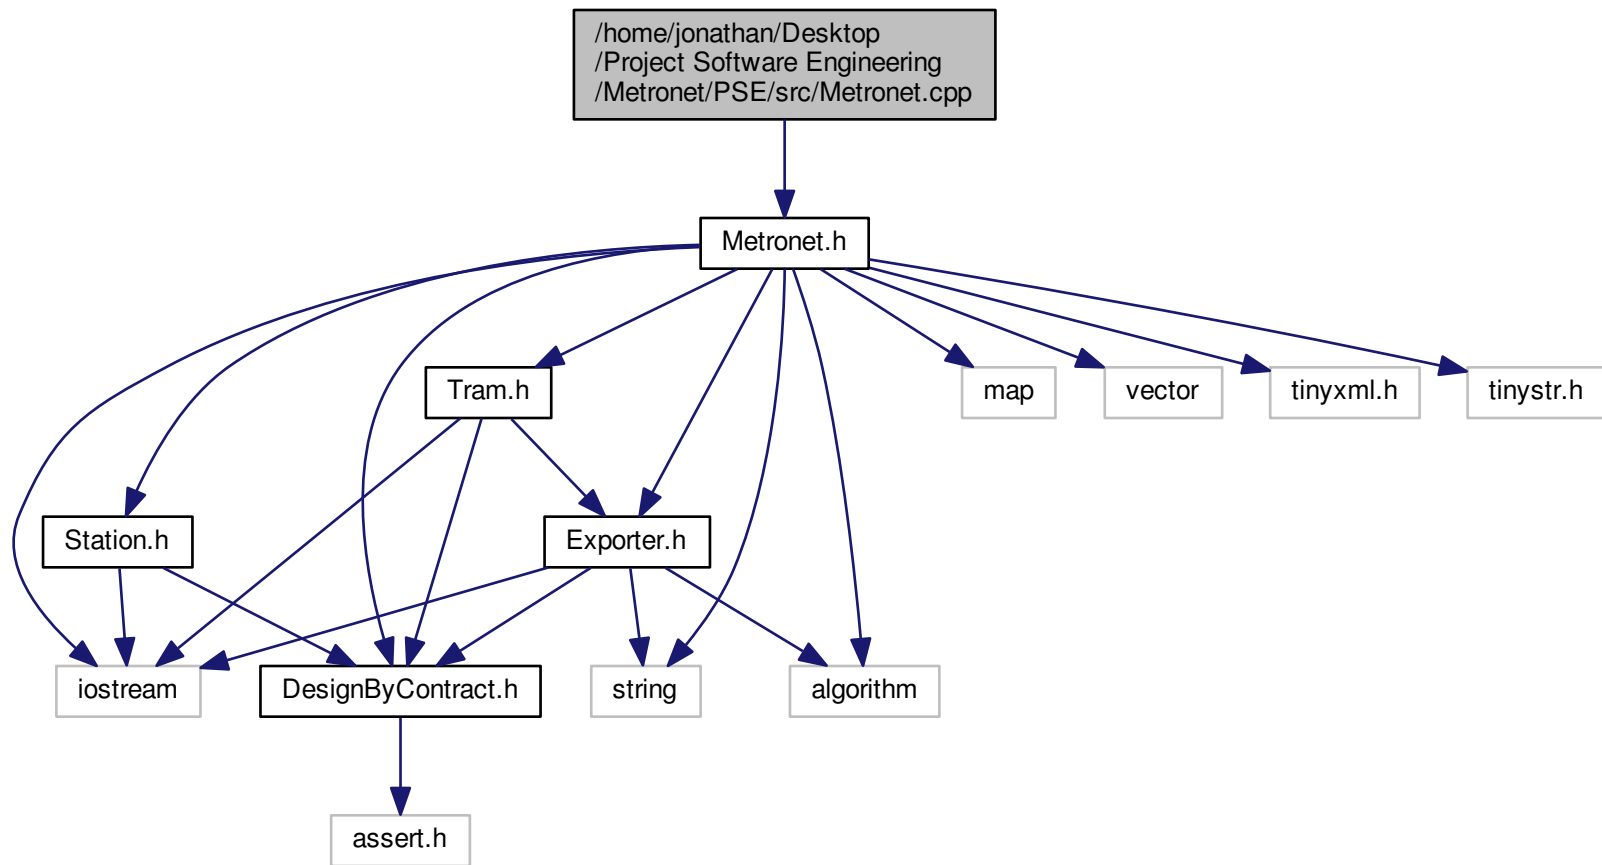 /home/jonathan/Desktop
/Project Software Engineering
/Metronet/PSE/src/Metronet.cpp
Metronet.h
Tram.h
map
vector
tinyxml.h
tinystr.h
Station.h
Exporter.h
iostream
DesignByContract.h
string
algorithm
assert.h